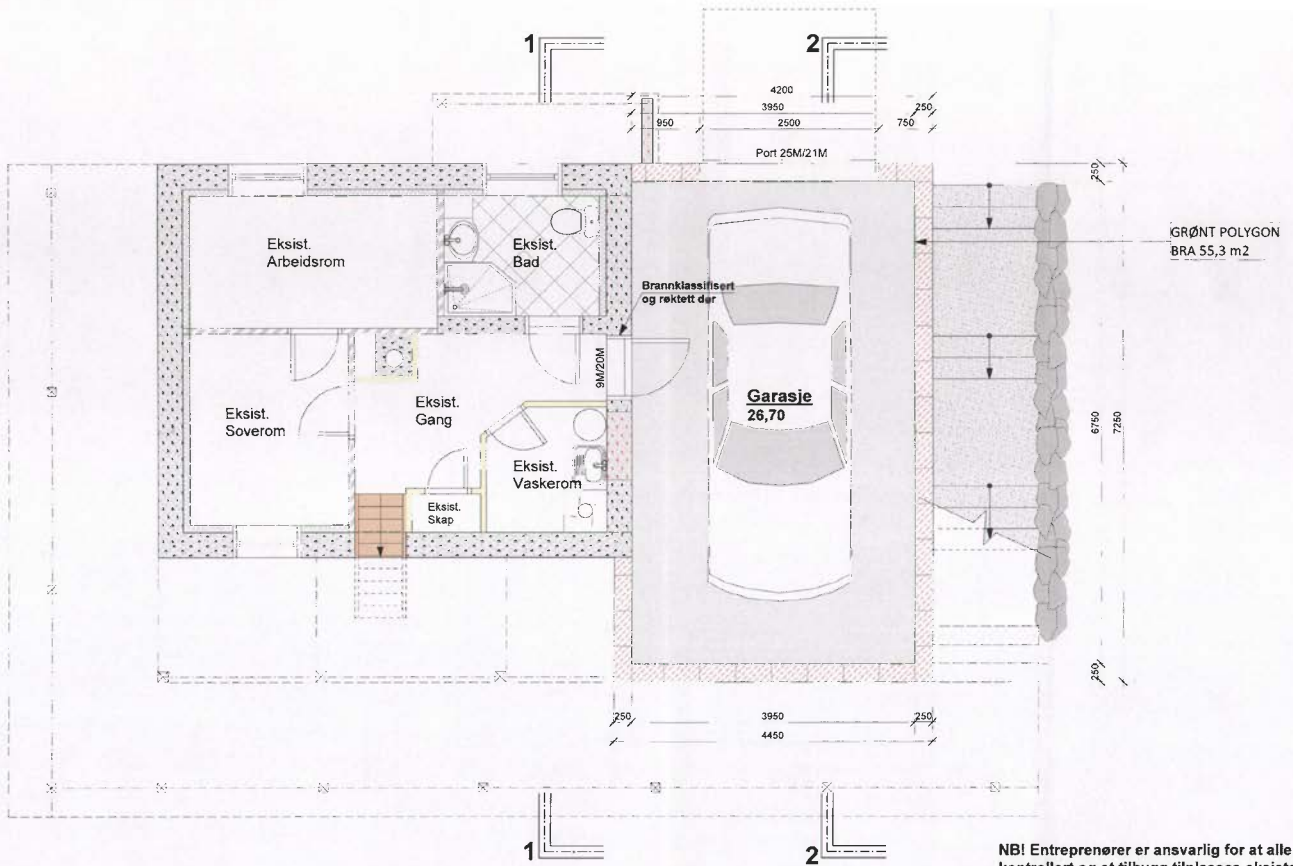 1
2
4200
3950
250
950
2500
750
Port 25M/21M
250
GRØNT POLYGON
BRA 55,3 m2
Eksist.
Arbeidsrom
Eksist.
Bad
Brannklassifisert
og røktett dør
9M/20M
Eksist.
Gang
Garasje
26,70
Eksist.
Soverom
6750
7250
Eksist.
Vaskerom
Eksist.
Skap
250
250
3950
250
4450
1
2
NB! Entreprenører er ansvarlig for at alle